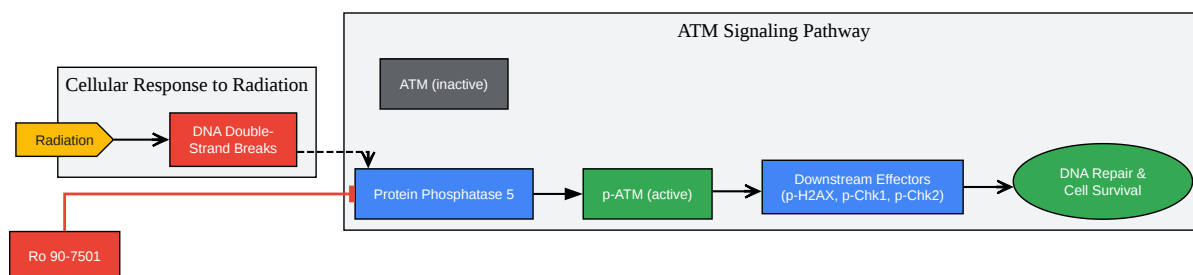 ATM Signaling Pathway
Cellular Response to Radiation
ATM (inactive)
Radiation
DNA Double-
Strand Breaks
Protein Phosphatase 5
p-ATM (active)
Downstream Effectors
(p-H2AX, p-Chk1, p-Chk2)
DNA Repair &
Cell Survival
Ro 90-7501